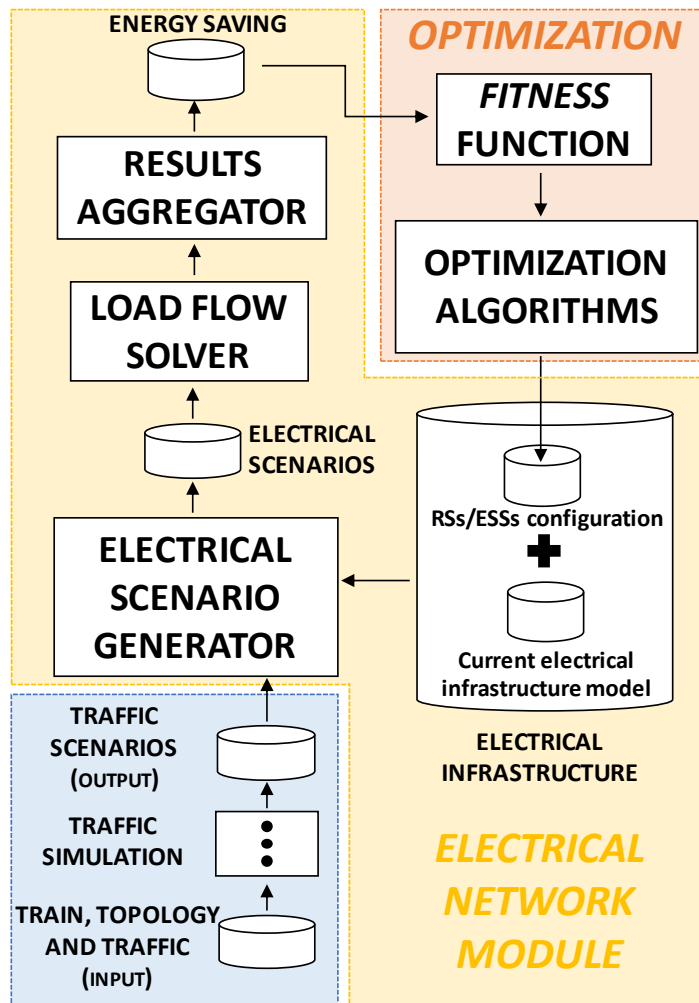 ENERGY SAVING
OPTIMIZATION
FITNESS
FUNCTION
RESULTS
AGGREGATOR
OPTIMIZATION
ALGORITHMS
LOAD FLOW
SOLVER
ELECTRICAL
SCENARIOS
RSs/ESSs configuration
ELECTRICAL
SCENARIO
GENERATOR
Current electrical
infrastructure model
ELECTRICAL
INFRASTRUCTURE
TRAFFIC
SCENARIOS
(OUTPUT)
TRAFFIC
SIMULATION
TRAIN, TOPOLOGY
AND TRAFFIC
(INPUT)
ELECTRICAL
NETWORK
MODULE